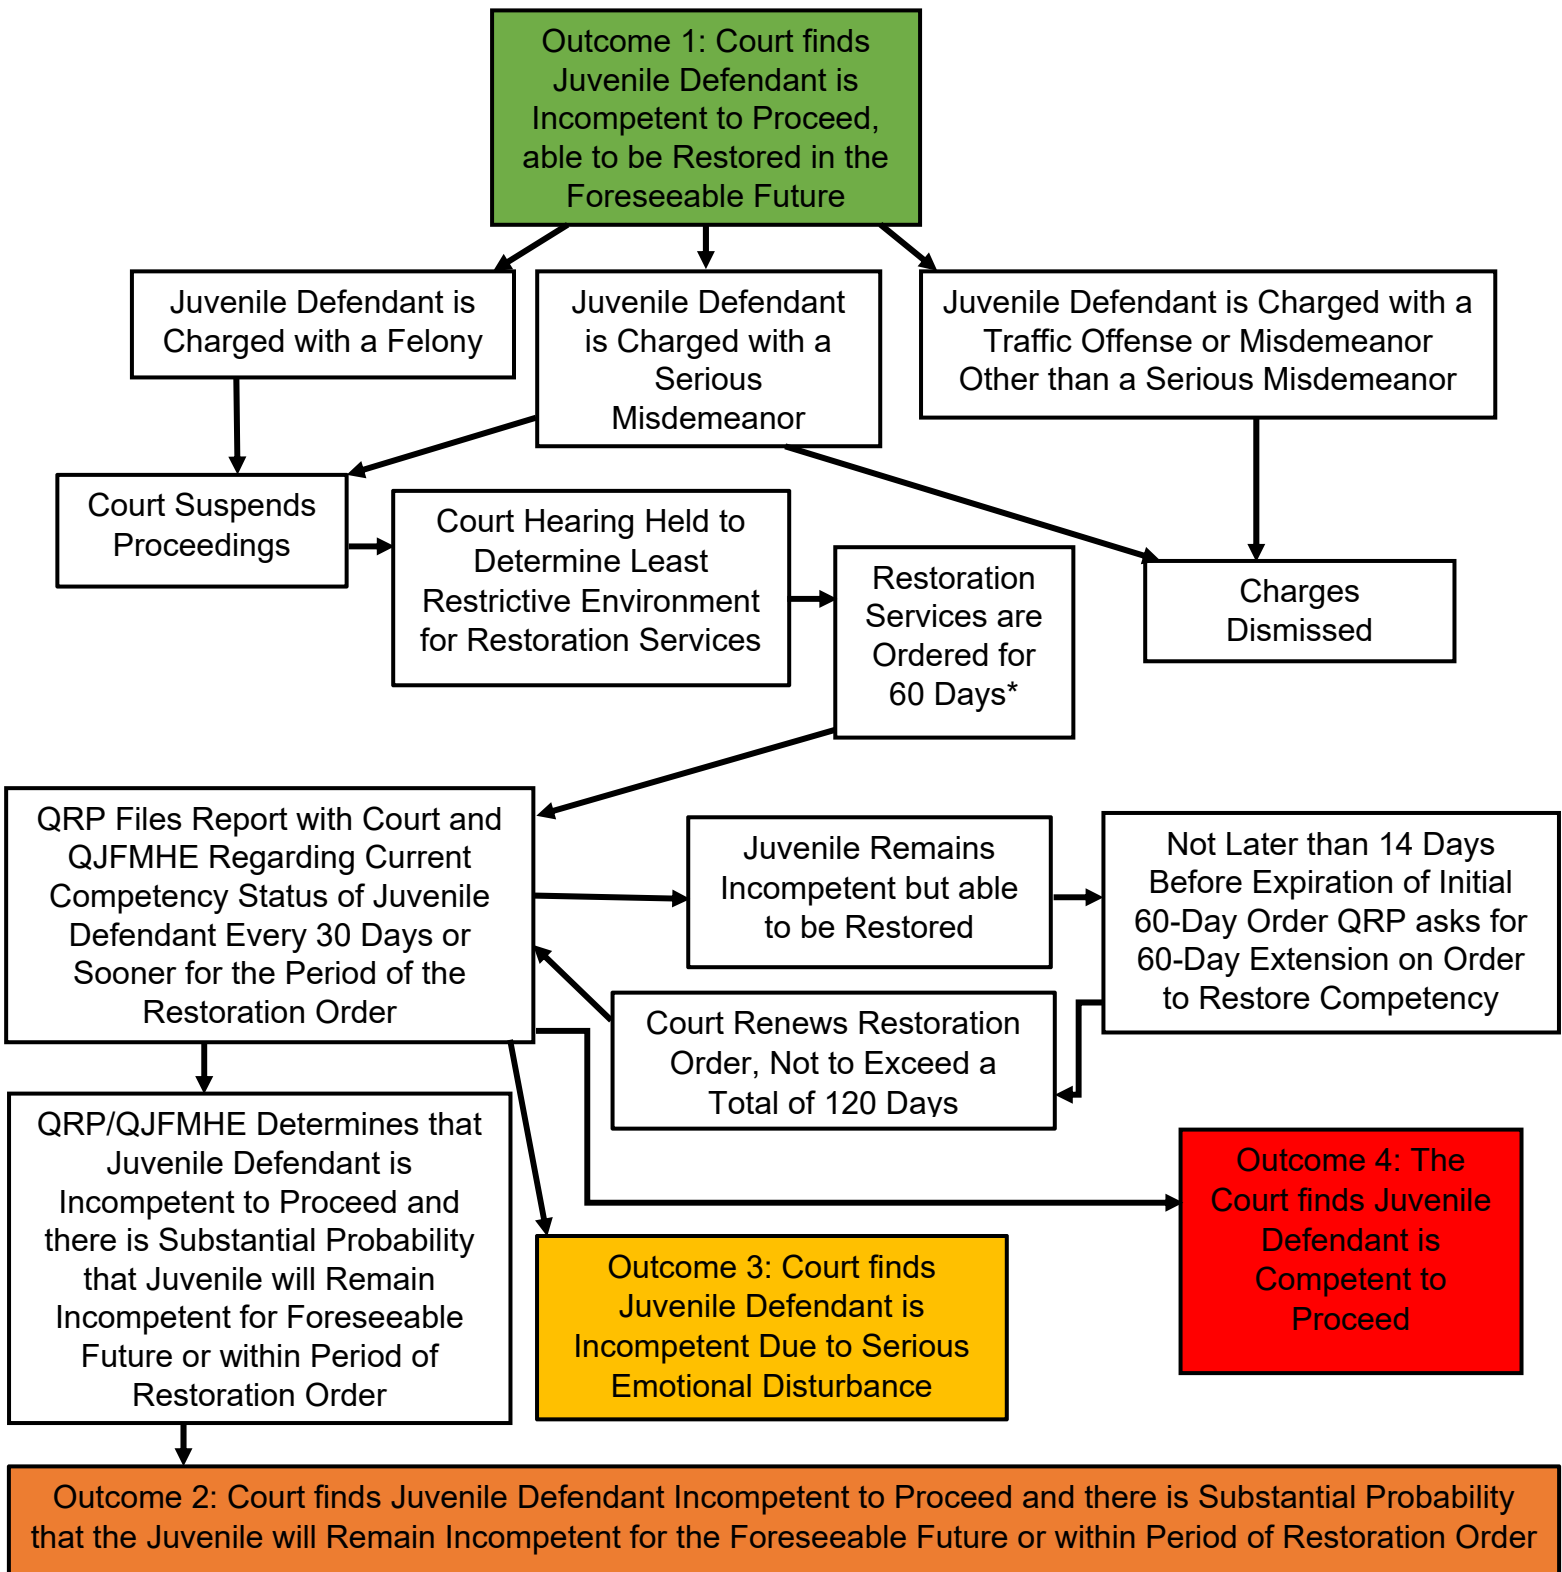 Outcome 1: Court finds
Juvenile Defendant is
Incompetent to Proceed,
able to be Restored in the
Foreseeable Future
Juvenile Defendant is
Charged with a Felony
Juvenile Defendant
is Charged with a
Serious
Misdemeanor
Juvenile Defendant is Charged with a
Traffic Offense or Misdemeanor
Other than a Serious Misdemeanor
Court Suspends
Proceedings
Court Hearing Held to
Determine Least
Restrictive Environment
for Restoration Services
Restoration
Services are
Ordered for
60 Days*
Charges
Dismissed
QRP Files Report with Court and
QJFMHE Regarding Current
Competency Status of Juvenile
Defendant Every 30 Days or
Sooner for the Period of the
Restoration Order
Juvenile Remains
Incompetent but able
to be Restored
Not Later than 14 Days
Before Expiration of Initial
60-Day Order QRP asks for
60-Day Extension on Order
to Restore Competency
Court Renews Restoration
Order, Not to Exceed a
Total of 120 Days
QRP/QJFMHE Determines that
Juvenile Defendant is
Incompetent to Proceed and
there is Substantial Probability
that Juvenile will Remain
Incompetent for Foreseeable
Future or within Period of
Restoration Order
Outcome 3: Court finds
Juvenile Defendant is
Incompetent Due to Serious
Emotional Disturbance
Outcome 4: The
Court finds Juvenile
Defendant is
Competent to
Proceed
Outcome 2: Court finds Juvenile Defendant Incompetent to Proceed and there is Substantial Probability
that the Juvenile will Remain Incompetent for the Foreseeable Future or within Period of Restoration Order